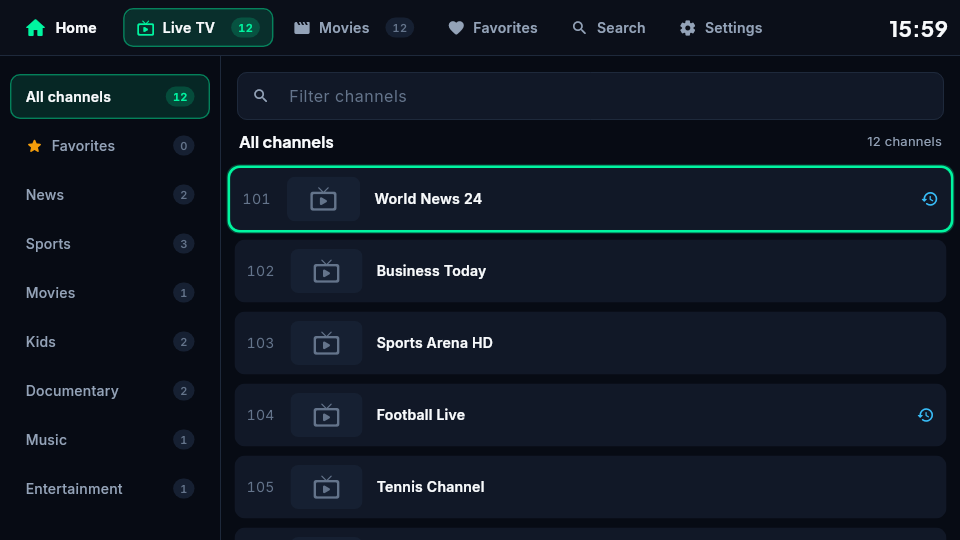 Home
Live TV 12
Movies 12
Favorites
Search
Settings
15:59
All channels 12
Favorites 0
News 2
Sports 3
Movies 1
Kids 2
Documentary 2
Music 1
Entertainment 1
Filter channels
All channels
12 channels
101 World News 24
102 Business Today
103 Sports Arena HD
104 Football Live
105 Tennis Channel